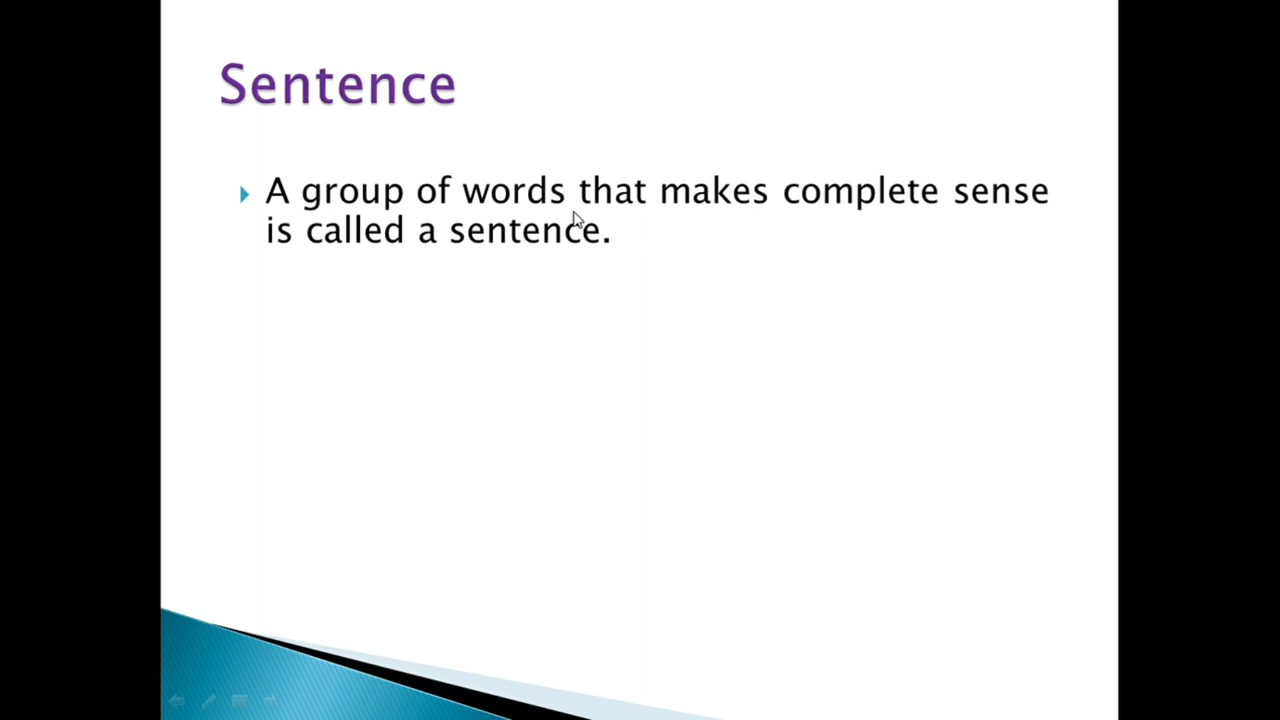 Sentence
A group of words that makes complete sense
is called a sentence.